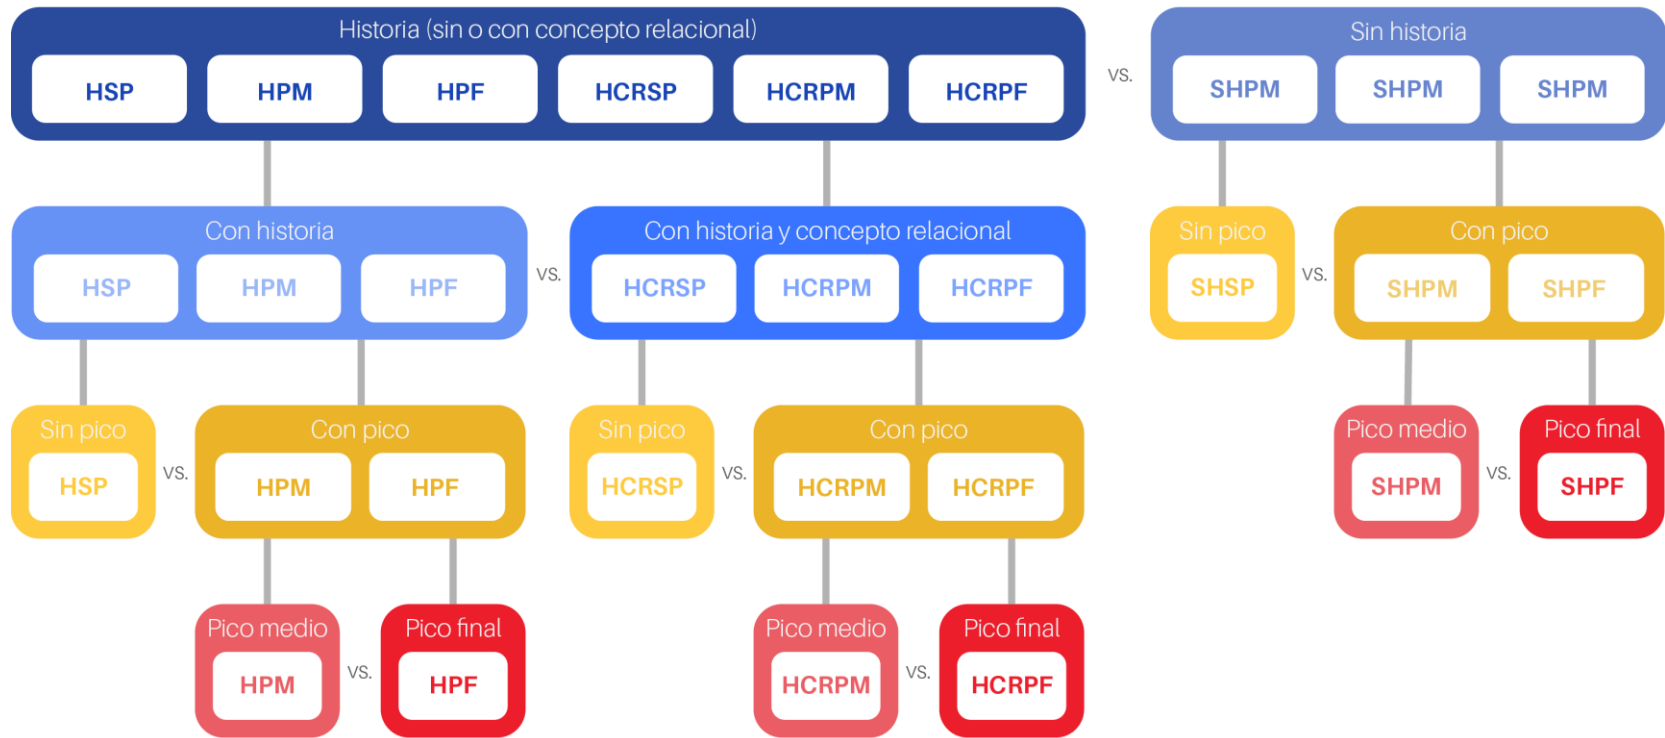 Historia (sin o con concepto relacional)
HSP HPM HPF HCRSP HCRPM HCRPF
vs.
Sin historia
SHPM SHPM SHPM
Con historia
HSP HPM HPF
vs.
Con historia y concepto relacional
HCRSP HCRPM HCRPF
Sin pico
SHSP
vs.
Con pico
SHPM SHPF
Sin pico
HSP
vs.
Con pico
HPM HPF
Sin pico
HCRSP
vs.
Con pico
HCRPM HCRPF
Pico medio
SHPM
vs.
Pico final
SHPF
Pico medio
HPM
vs.
Pico final
HPF
Pico medio
HCRPM
vs.
Pico final
HCRPF